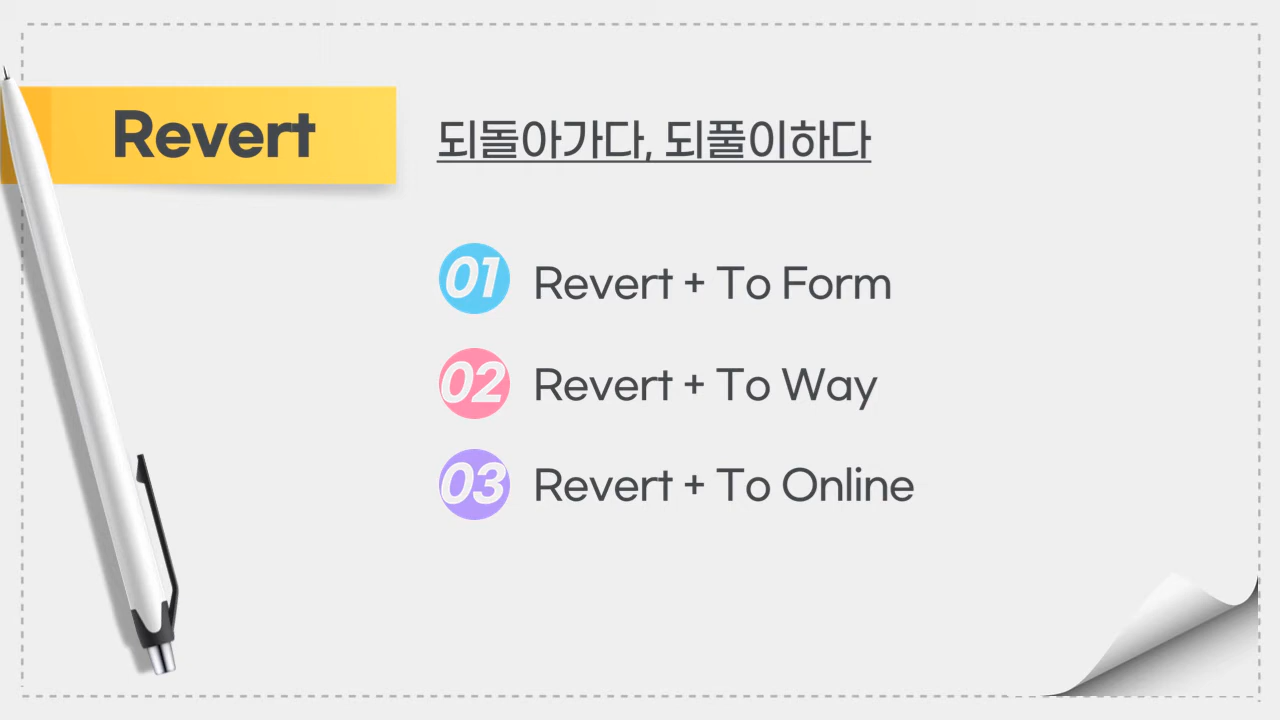 Revert
되돌아가다, 되풀이하다
01 Revert + To Form
02 Revert + To Way
03 Revert + To Online